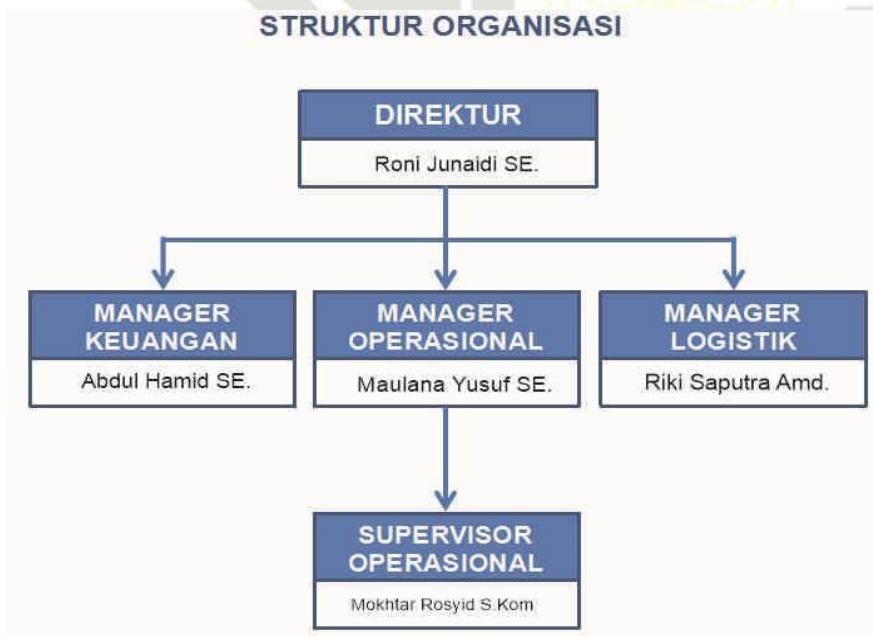 STRUKTUR ORGANISASI
DIREKTUR
Roni Junaidi SE.
MANAGER
KEUANGAN
Abdul Hamid SE.
MANAGER
OPERASIONAL
Maulana Yusuf SE.
MANAGER
LOGISTIK
Riki Saputra Amd.
SUPERVISOR
OPERASIONAL
Mokhtar Rosyid S.Kom